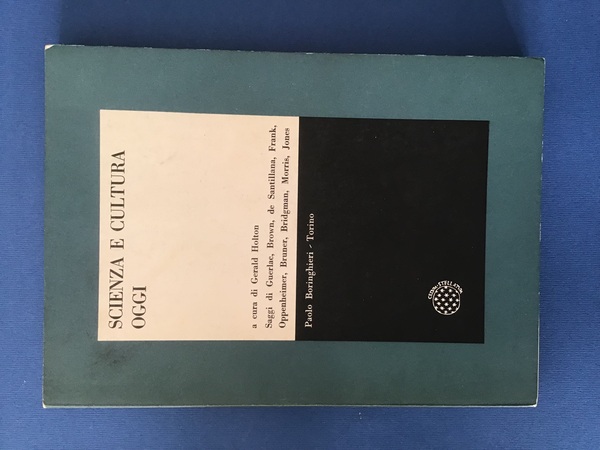 SCIENZA E CULTURA
OGGI
a cura di Gerald Holton
Saggi di Guerlac, Brown, de Santillana, Frank,
Oppenheimer, Bruner, Bridgman, Morris, Jones
Paolo Boringhieri - Torino